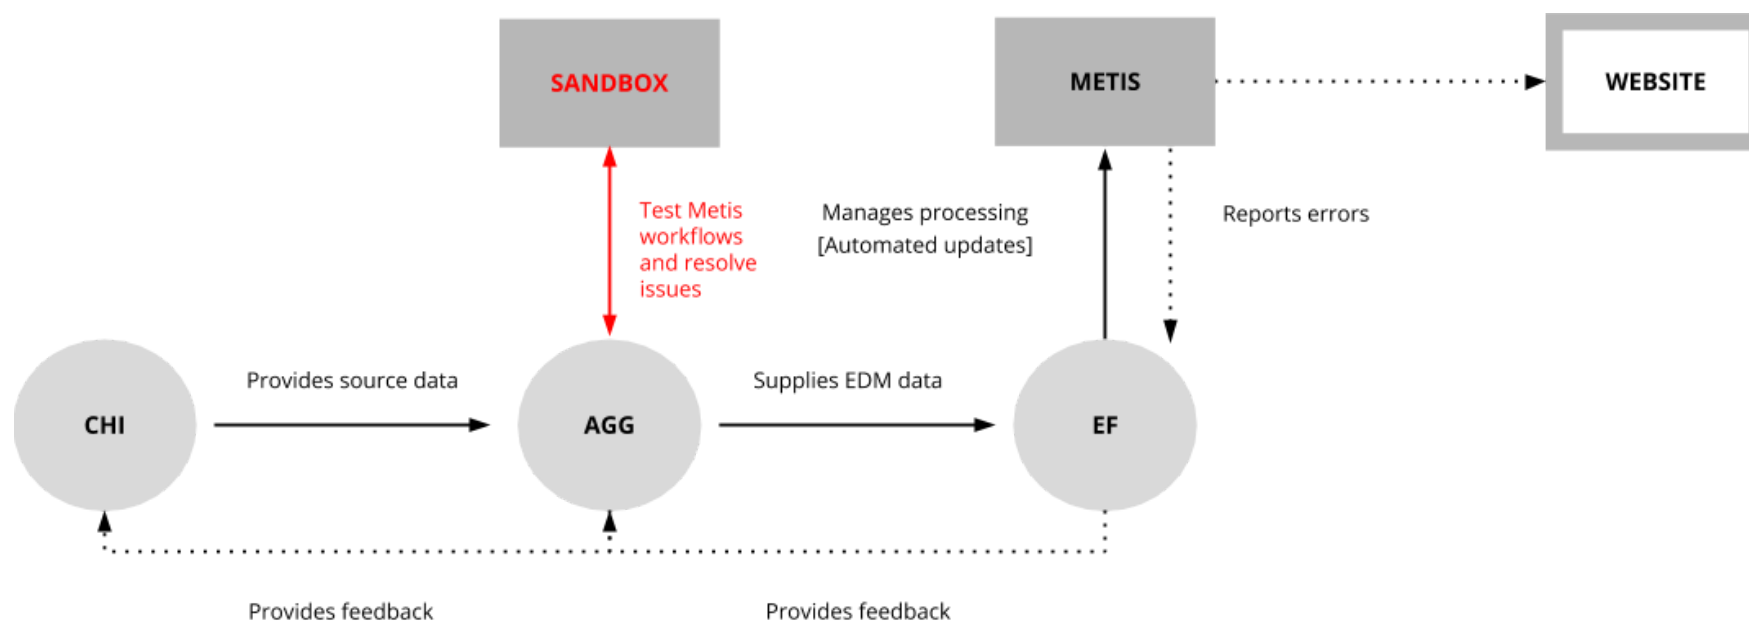 SANDBOX
METIS
WEBSITE
Test Metis
workflows
and resolve
issues
Manages processing
[Automated updates]
Reports errors
Provides source data
Supplies EDM data
CHI
AGG
EF
Provides feedback
Provides feedback